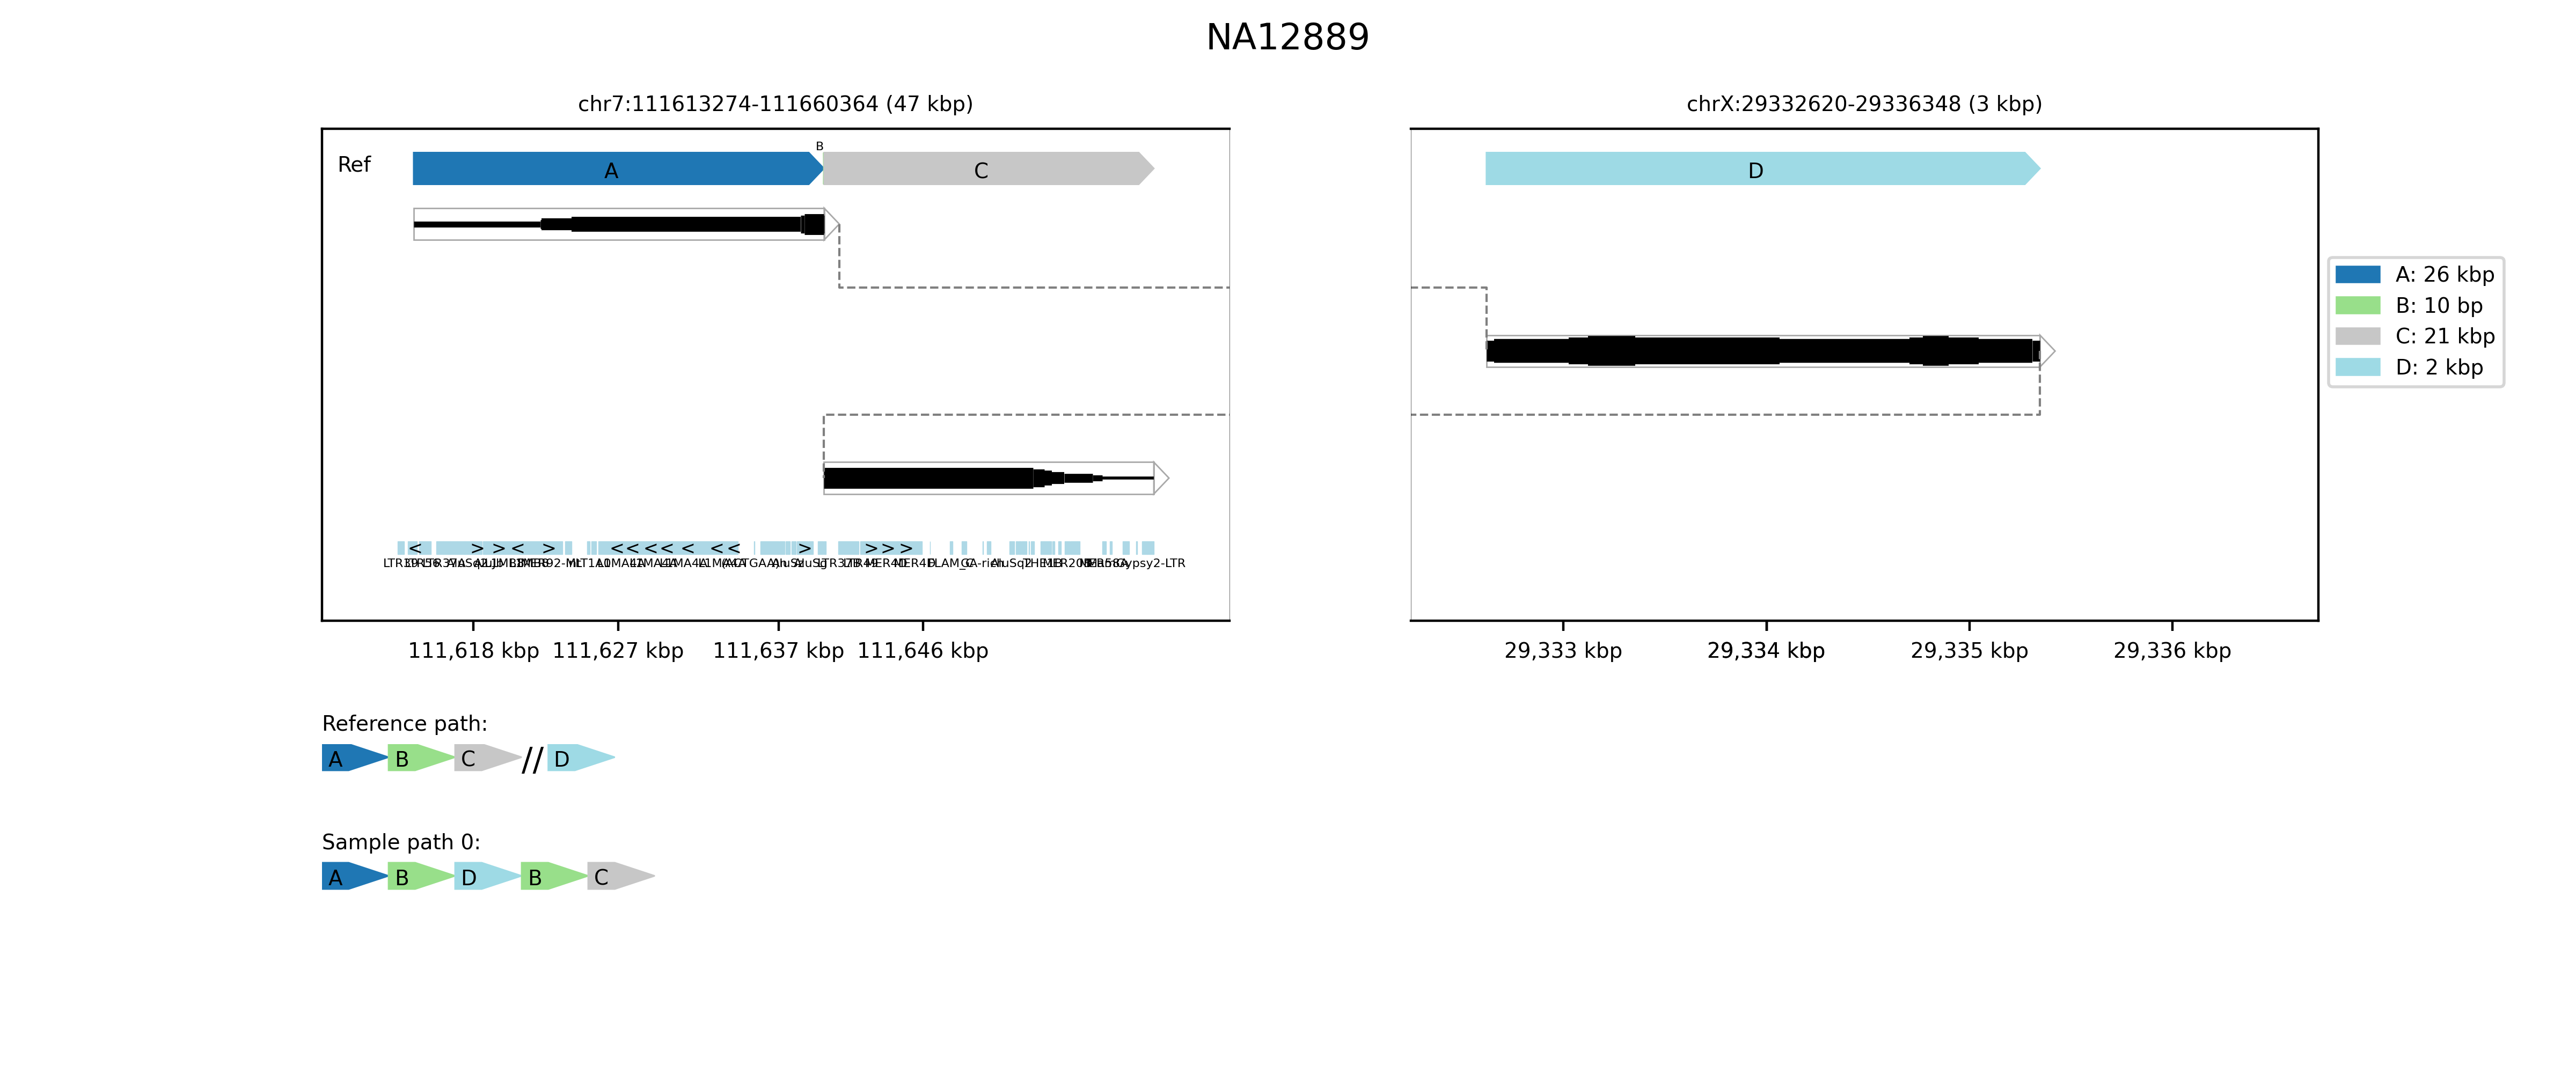 NA12889
chr7:111613274-111660364 (47 kbp)
chrX:29332620-29336348 (3 kbp)
Ref
A
B
C
D
A: 26 kbp
B: 10 bp
C: 21 kbp
D: 2 kbp
< > > < > < < < < < < < > > > >
111,618 kbp 111,627 kbp 111,637 kbp 111,646 kbp
29,333 kbp 29,334 kbp 29,335 kbp 29,336 kbp
Reference path:
A B C // D
Sample path 0:
A B D B C